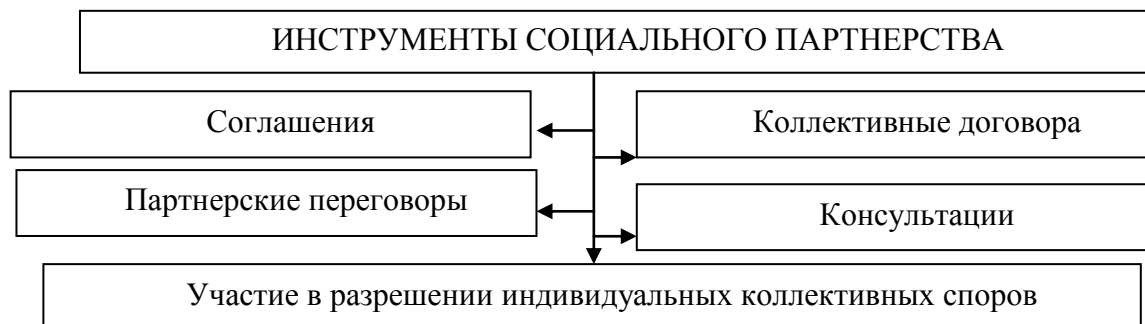 ИНСТРУМЕНТЫ СОЦИАЛЬНОГО ПАРТНЕРСТВА
Соглашения
Коллективные договора
Партнерские переговоры
Консультации
Участие в разрешении индивидуальных коллективных споров